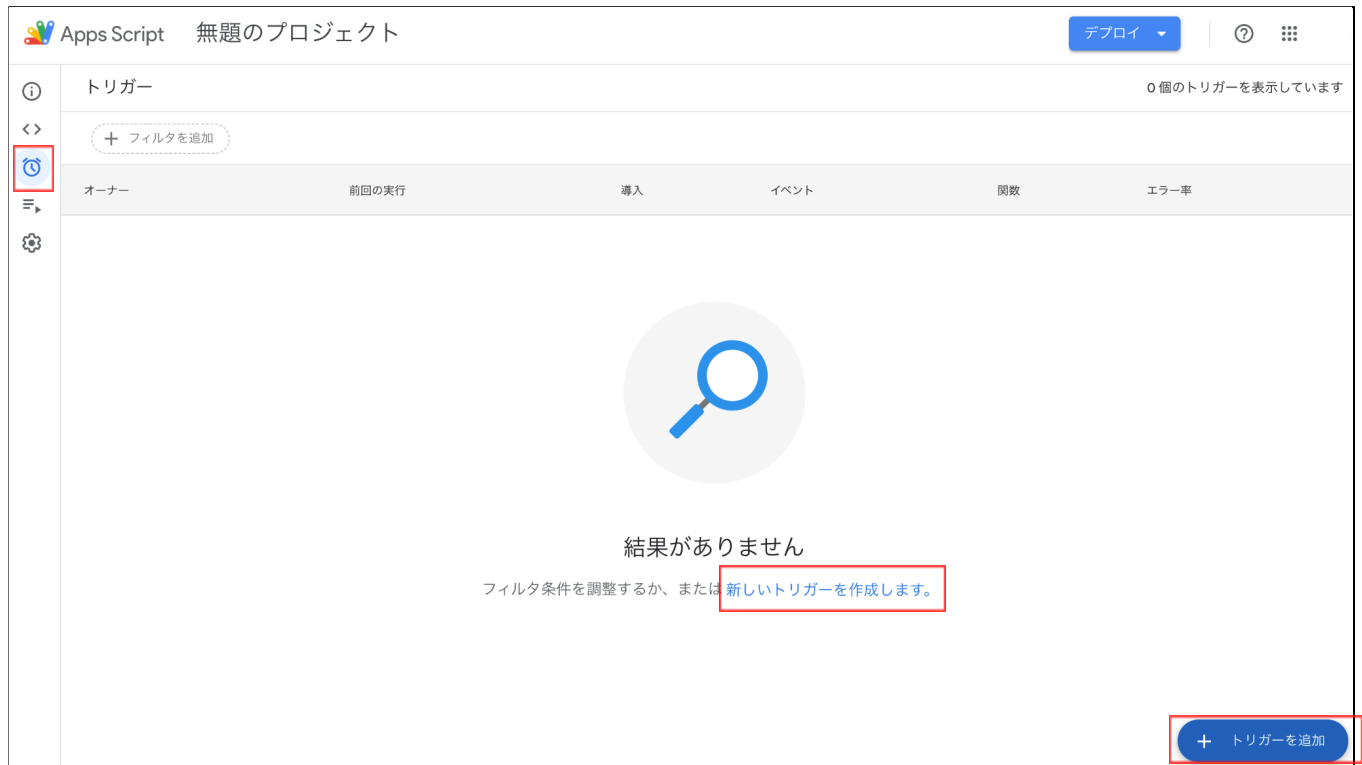 Apps Script 無題のプロジェクト デプロイ
トリガー 0 個のトリガーを表示しています
フィルタを追加
オーナー 前回の実行 導入 イベント 関数 エラー率
結果がありません
フィルタ条件を調整するか、または 新しいトリガーを作成します。
トリガーを追加